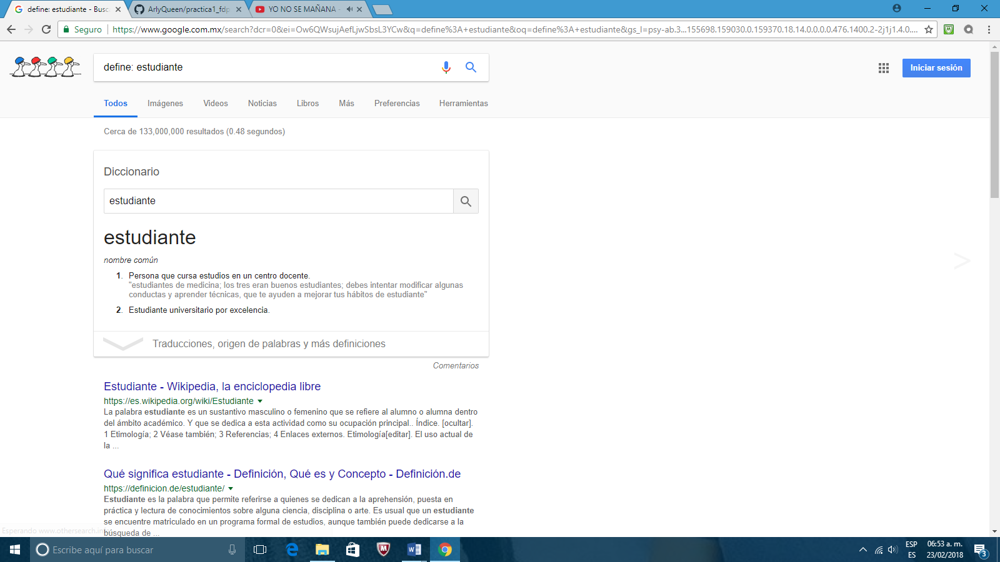 define: estudiante - Busc
ArlyQueen/practica1_fdp
YO NO SE MAÑANA -
Seguro
https://www.google.com.mx/search?dcr=0&ei=Ow6QWsujAefLjwSbsL3YCw&q=define%3A+estudiante&oq=define%3A+estudiante&gs_l=psy-ab.3...155698.159030.0.159370.18.14.0.0.0.0.476.1400.2-2j1j1.4.0....
define: estudiante
Iniciar sesión
Todos Imágenes Videos Noticias Libros Más Preferencias Herramientas
Cerca de 133,000,000 resultados (0.48 segundos)
Diccionario
estudiante
estudiante
nombre común
1. Persona que cursa estudios en un centro docente.
"estudiantes de medicina; los tres eran buenos estudiantes; debes intentar modificar algunas
conductas y aprender técnicas, que te ayuden a mejorar tus hábitos de estudiante"
2. Estudiante universitario por excelencia.
Traducciones, origen de palabras y más definiciones
Comentarios
Estudiante - Wikipedia, la enciclopedia libre
https://es.wikipedia.org/wiki/Estudiante
La palabra estudiante es un sustantivo masculino o femenino que se refiere al alumno o alumna dentro
del ámbito académico. Y que se dedica a esta actividad como su ocupación principal.. Índice. [ocultar].
1 Etimología; 2 Véase también; 3 Referencias; 4 Enlaces externos. Etimología[editar]. El uso actual de
la ...
Qué significa estudiante - Definición, Qué es y Concepto - Definición.de
https://definicion.de/estudiante/
Estudiante es la palabra que permite referirse a quienes se dedican a la aprehensión, puesta en
práctica y lectura de conocimientos sobre alguna ciencia, disciplina o arte. Es usual que un estudiante
se encuentre matriculado en un programa formal de estudios, aunque también puede dedicarse a la
búsqueda de ...
Esperando www.othersearch.in
Escribe aquí para buscar
ESP
ES
06:53 a. m.
23/02/2018
3